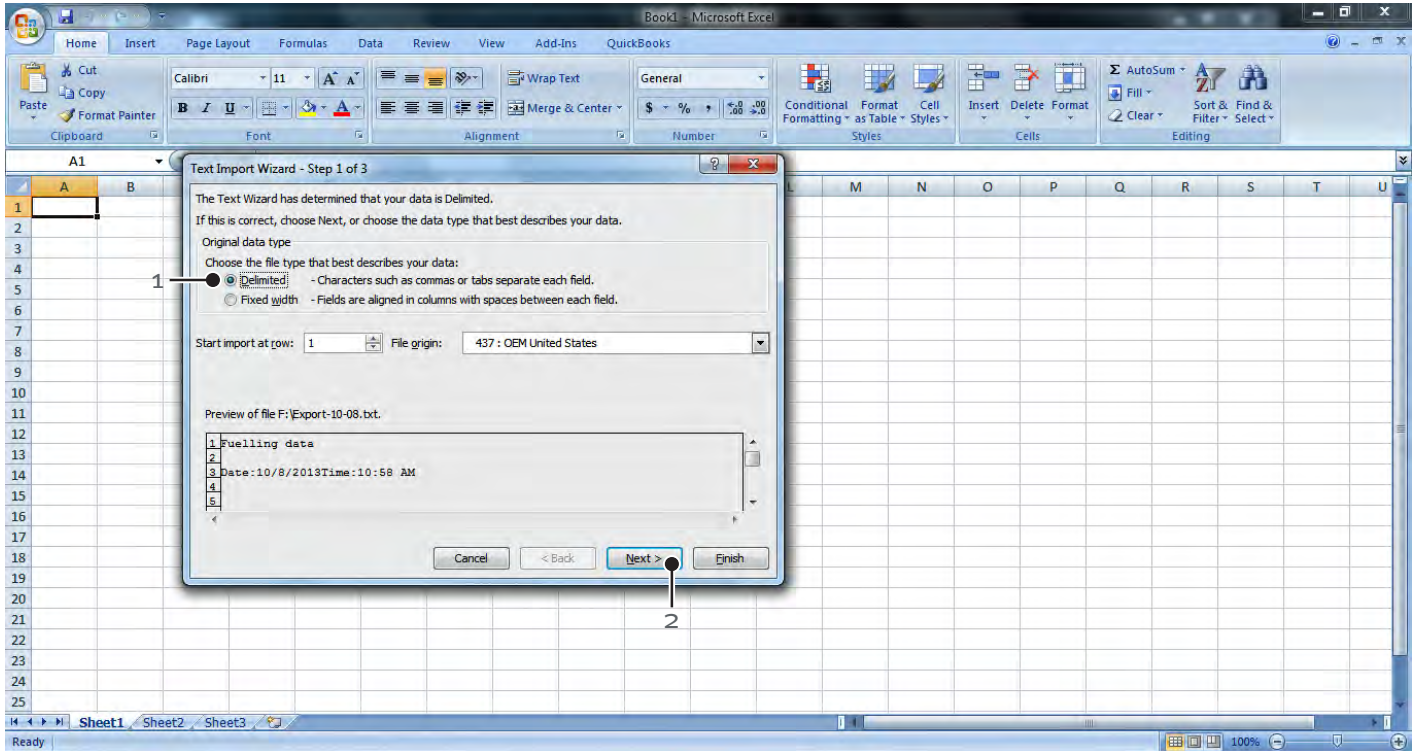 Book1 - Microsoft Excel
Home Insert Page Layout Formulas Data Review View Add-Ins QuickBooks
Cut
Copy
Format Painter
Paste
Clipboard
Calibri 11
B I U
Font
Wrap Text
Merge & Center
Alignment
General
$ % ,
Number
Conditional Formatting
Format as Table
Cell Styles
Styles
Insert Delete Format
Cells
Σ AutoSum
Fill
Clear
Sort & Filter
Find & Select
Editing
A1
A B L M N O P Q R S T U
1
2
3
4
5
6
7
8
9
10
11
12
13
14
15
16
17
18
19
20
21
22
23
24
25
Text Import Wizard - Step 1 of 3
The Text Wizard has determined that your data is Delimited.
If this is correct, choose Next, or choose the data type that best describes your data.
Original data type
Choose the file type that best describes your data:
1
Delimited - Characters such as commas or tabs separate each field.
Fixed width - Fields are aligned in columns with spaces between each field.
Start import at row: 1 File origin: 437 : OEM United States
Preview of file F:\Export-10-08.txt.
1 Fuelling data
2
3 Date:10/8/2013Time:10:58 AM
4
5
Cancel < Back Next > Finish
2
Sheet1 Sheet2 Sheet3
Ready 100%